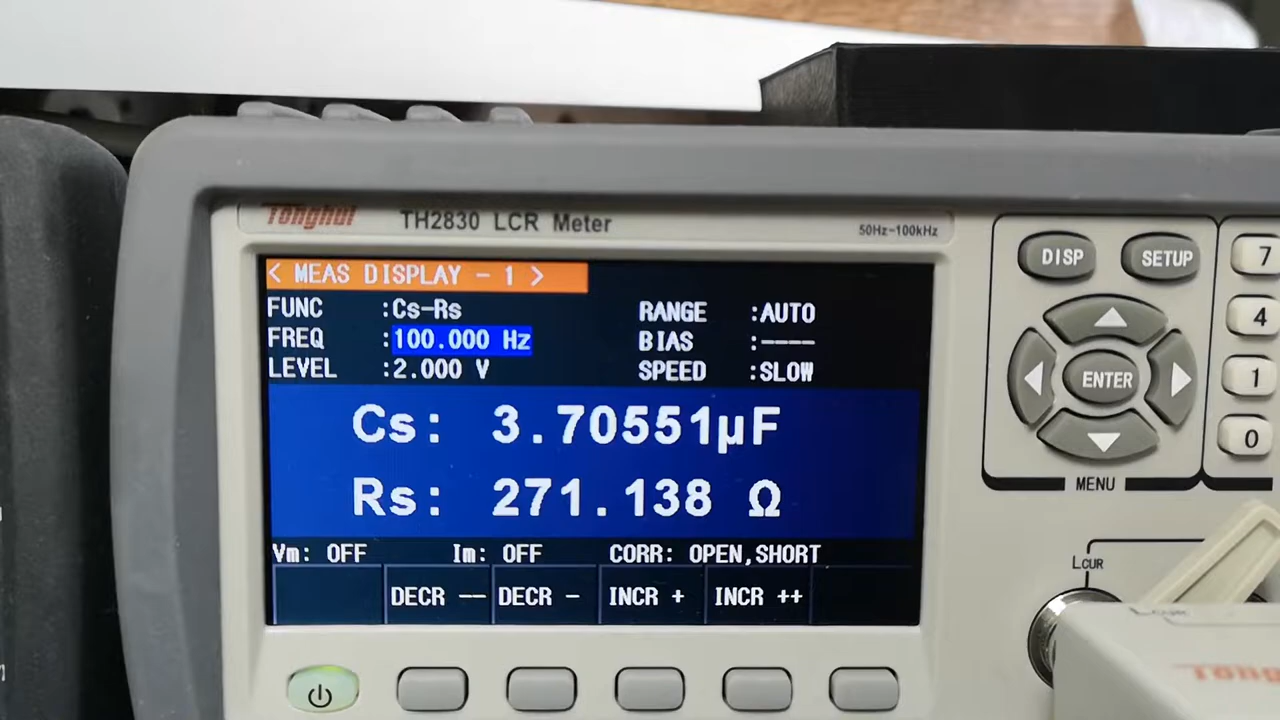 Tonghui TH2830 LCR Meter 50Hz-100kHz
< MEAS DISPLAY - 1 >
FUNC :Cs-Rs RANGE :AUTO
FREQ :100.000 Hz BIAS :----
LEVEL :2.000 V SPEED :SLOW
Cs: 3.70551µF
Rs: 271.138 Ω
Vm: OFF Im: OFF CORR: OPEN,SHORT
DECR -- DECR - INCR + INCR ++
DISP SETUP 7
4
ENTER 1
0
MENU
LCUR
Tong